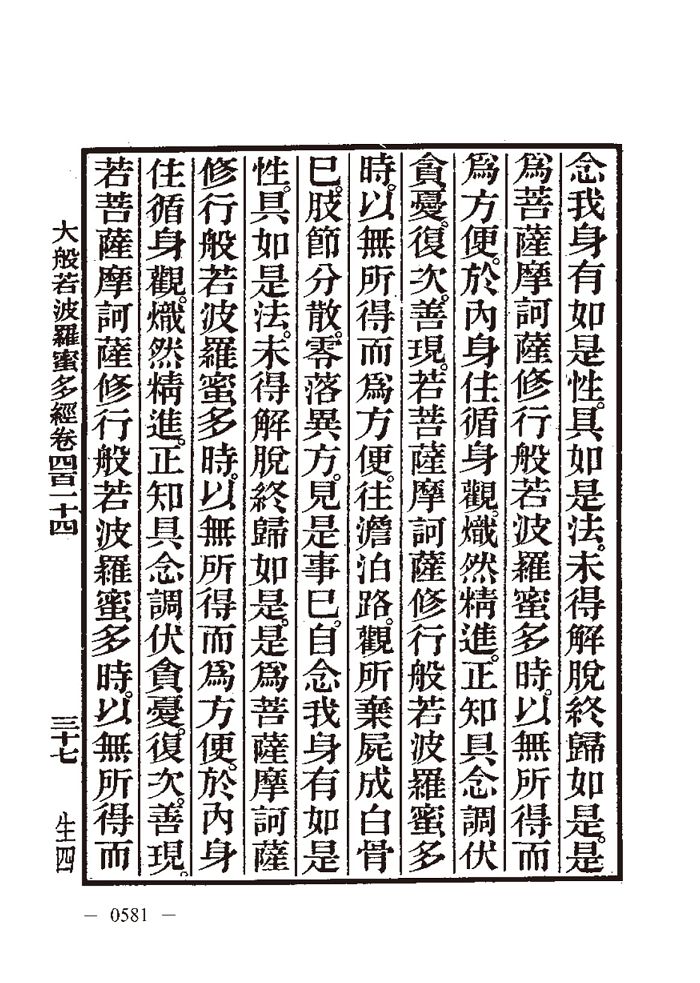 念我身有如是性。具如是法。未得解脫終歸如是。是
爲菩薩摩訶薩修行般若波羅蜜多時。以無所得而
爲方便。於內身住循身觀。熾然精進。正知具念調伏
貪憂。復次。善現。若菩薩摩訶薩修行般若波羅蜜多
時。以無所得而爲方便。往澹泊路。觀所棄屍成白骨
已。肢節分散。零落異方。見是事已。自念我身有如是
性。具如是法。未得解脫終歸如是。是爲菩薩摩訶薩
修行般若波羅蜜多時。以無所得而爲方便。於內身
住循身觀。熾然精進。正知具念調伏貪憂。復次。善現。
若菩薩摩訶薩修行般若波羅蜜多時。以無所得而
大般若波羅蜜多經卷四百一十四 三十七 生四
— 0581 —